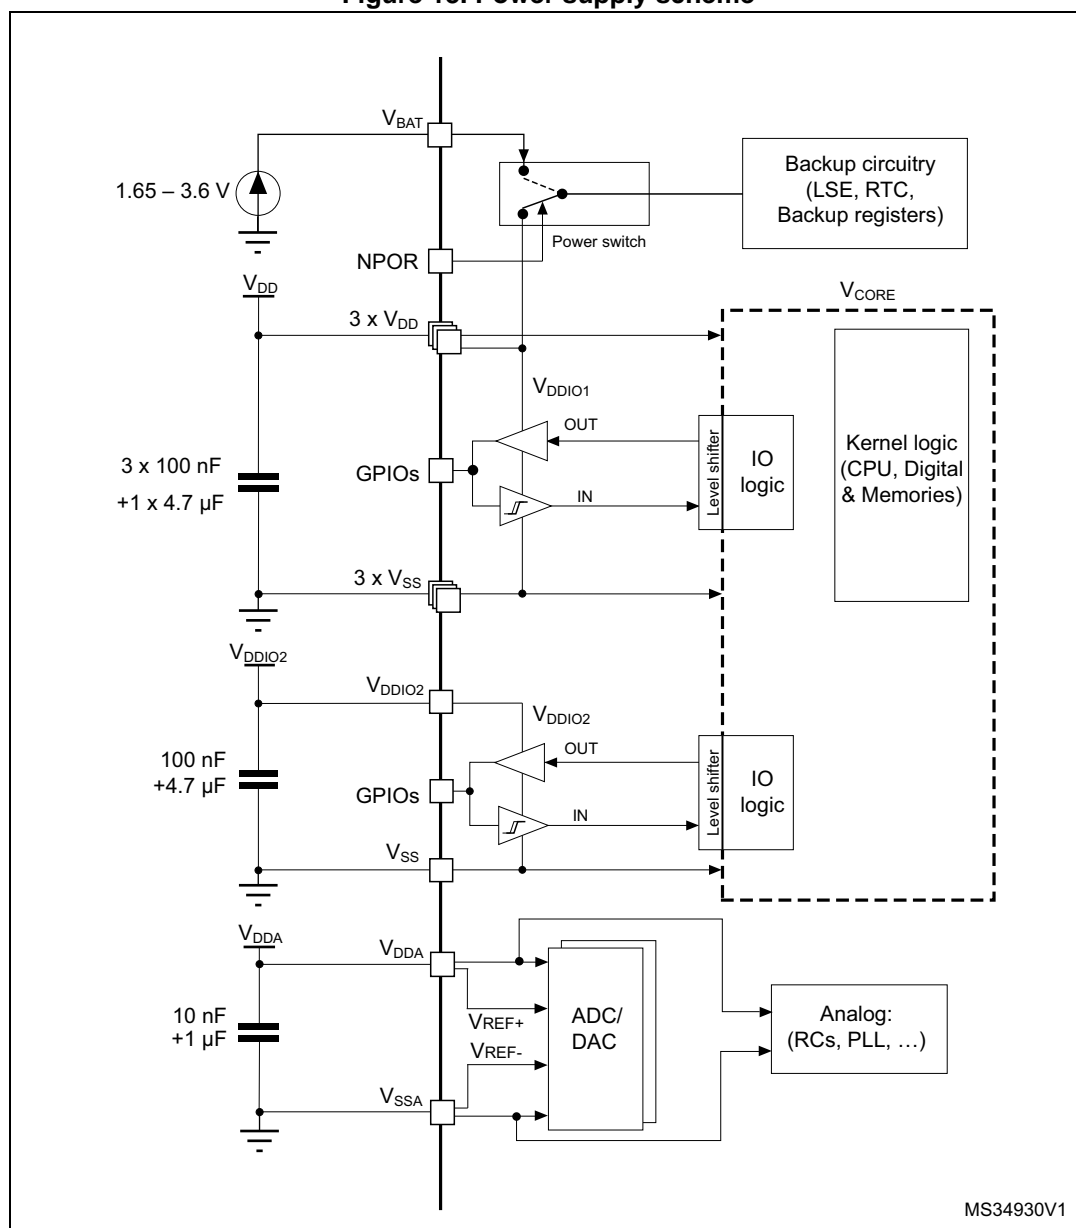 Figure 13. Power supply scheme
VBAT
1.65 – 3.6 V
Power switch
Backup circuitry
(LSE, RTC,
Backup registers)
NPOR
VDD
VCORE
3 x VDD
VDDIO1
OUT
3 x 100 nF
+1 x 4.7 µF
GPIOs
IN
Level shifter
IO
logic
Kernel logic
(CPU, Digital
& Memories)
3 x VSS
VDDIO2
VDDIO2
VDDIO2
OUT
100 nF
+4.7 µF
GPIOs
IN
Level shifter
IO
logic
VSS
VDDA
VDDA
10 nF
+1 µF
VREF+
VREF-
ADC/
DAC
Analog:
(RCs, PLL, …)
VSSA
MS34930V1